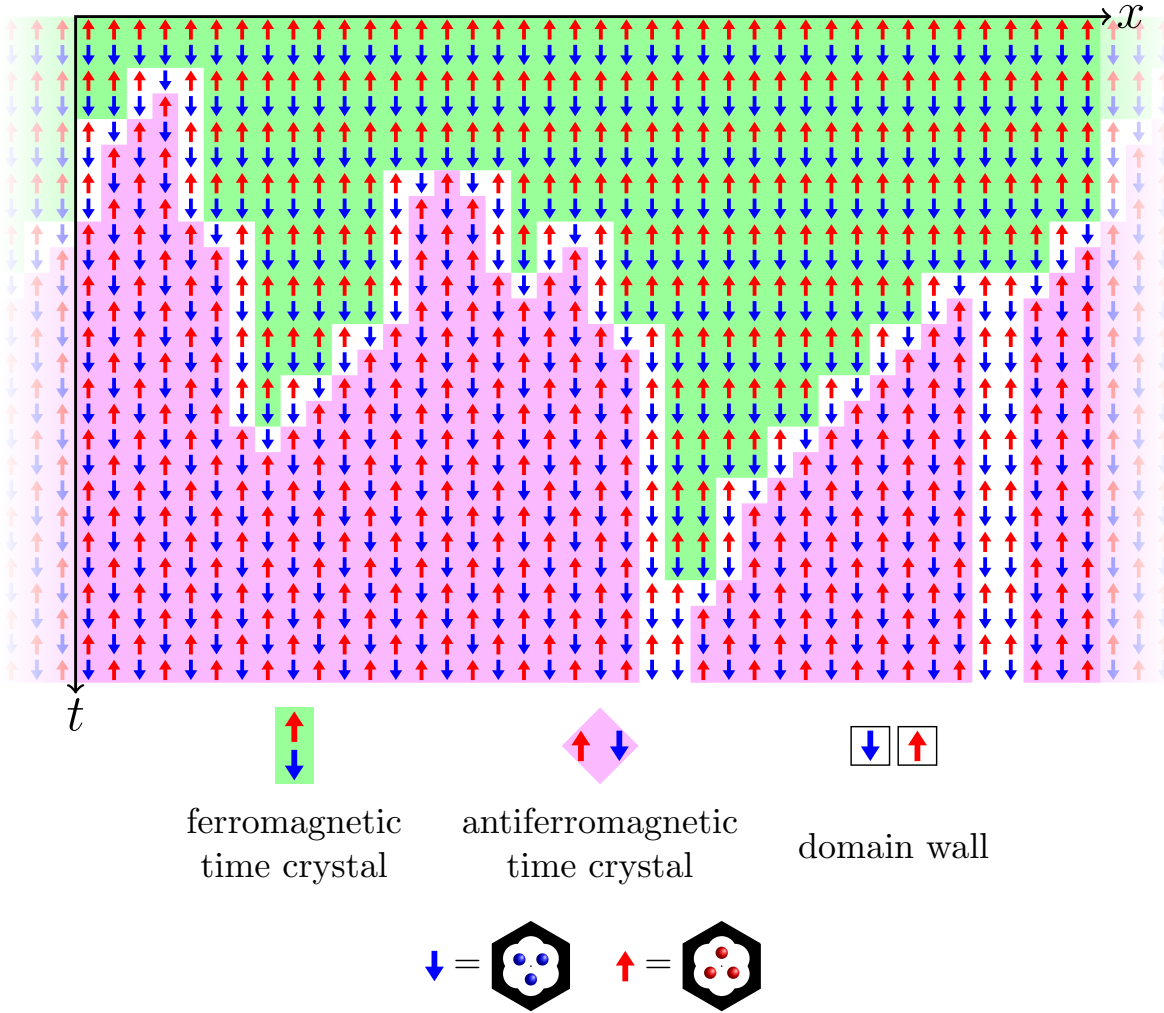 x
t
ferromagnetic
time crystal
antiferromagnetic
time crystal
domain wall
=
=